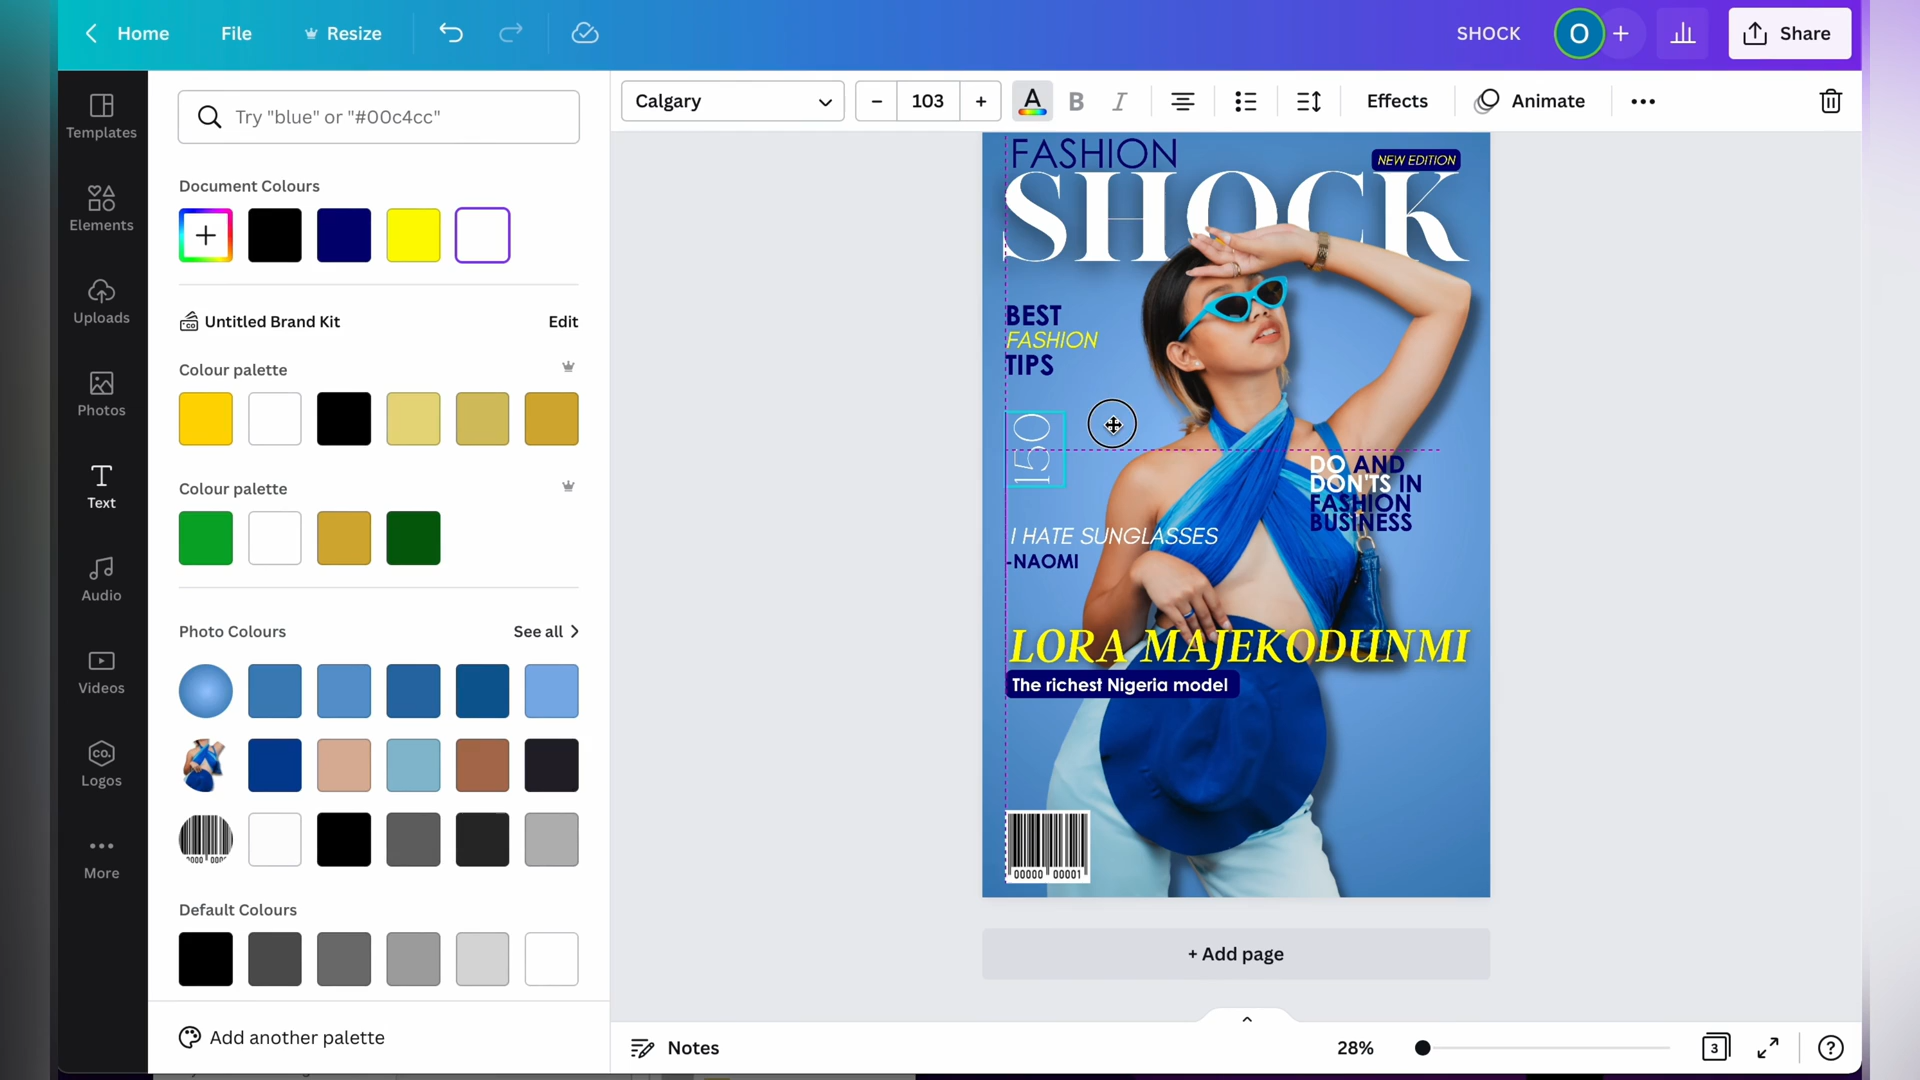 Home
File
Resize
SHOCK
O
Share
Templates
Elements
Uploads
Photos
Text
Audio
Videos
CO.
Logos
More
Try "blue" or "#00c4cc"
Document Colours
CO
Untitled Brand Kit
Edit
Colour palette
Colour palette
Photo Colours
See all
Default Colours
Add another palette
Calgary
103
A
B
I
Effects
Animate
FASHION
NEW EDITION
SHOCK
BEST
FASHION
TIPS
150
DO AND
DON'TS IN
FASHION
BUSINESS
I HATE SUNGLASSES
-NAOMI
LORA MAJEKODUNMI
The richest Nigeria model
00000 00001
+ Add page
Notes
28%
3